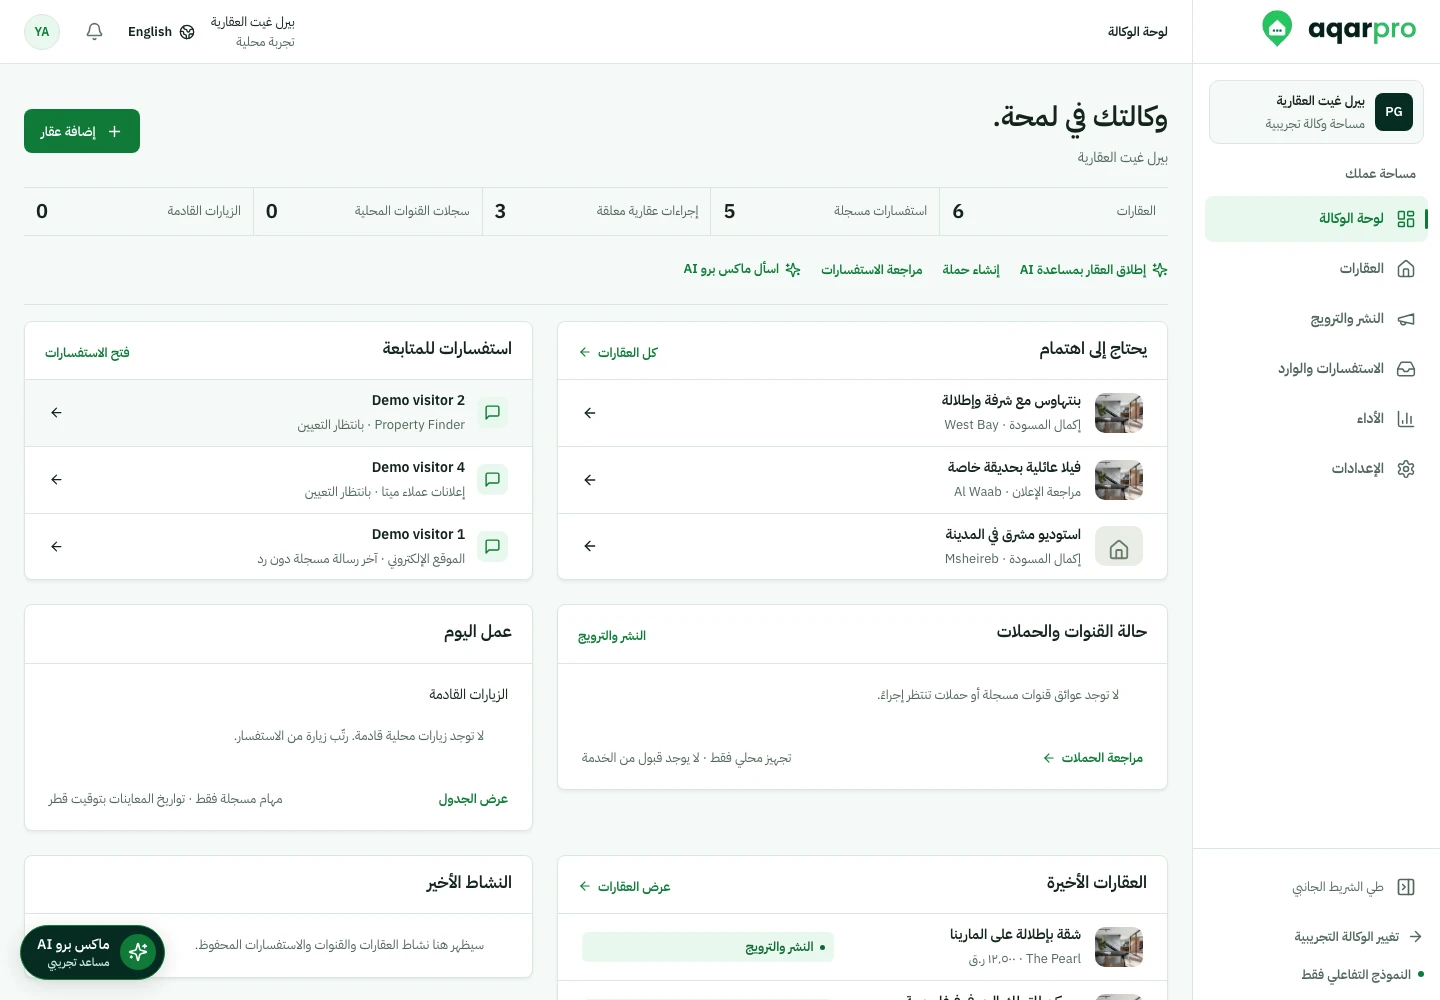 aqarpro
لوحة الوكالة
بيرل غيت العقارية
تجربة محلية
English
YA
PG
بيرل غيت العقارية
مساحة وكالة تجريبية
مساحة عملك
لوحة الوكالة
العقارات
النشر والترويج
الاستفسارات والوارد
الأداء
الإعدادات
طي الشريط الجانبي
تغيير الوكالة التجريبية
النموذج التفاعلي فقط
وكالتك في لمحة.
بيرل غيت العقارية
إضافة عقار
العقارات 6
استفسارات مسجلة 5
إجراءات عقارية معلقة 3
سجلات القنوات المحلية 0
الزيارات القادمة 0
إطلاق العقار بمساعدة AI
إنشاء حملة
مراجعة الاستفسارات
اسأل ماكس برو AI
يحتاج إلى اهتمام
كل العقارات
بنتهاوس مع شرفة وإطلالة
إكمال المسودة · West Bay
فيلا عائلية بحديقة خاصة
مراجعة الإعلان · Al Waab
استوديو مشرق في المدينة
إكمال المسودة · Msheireb
استفسارات للمتابعة
فتح الاستفسارات
Demo visitor 2
Property Finder · بانتظار التعيين
Demo visitor 4
إعلانات عملاء ميتا · بانتظار التعيين
Demo visitor 1
الموقع الإلكتروني · آخر رسالة مسجلة دون رد
حالة القنوات والحملات
النشر والترويج
لا توجد عوائق قنوات مسجلة أو حملات تنتظر إجراءً.
مراجعة الحملات
تجهيز محلي فقط · لا يوجد قبول من الخدمة
عمل اليوم
الزيارات القادمة
لا توجد زيارات محلية قادمة. رتّب زيارة من الاستفسار.
عرض الجدول
مهام مسجلة فقط · تواريخ المعاينات بتوقيت قطر
العقارات الأخيرة
عرض العقارات
شقة بإطلالة على المارينا
The Pearl · ١٢٬٥٠٠ ر.ق
النشر والترويج
النشاط الأخير
سيظهر هنا نشاط العقارات والقنوات والاستفسارات المحفوظ.
ماكس برو AI
مساعد تجريبي